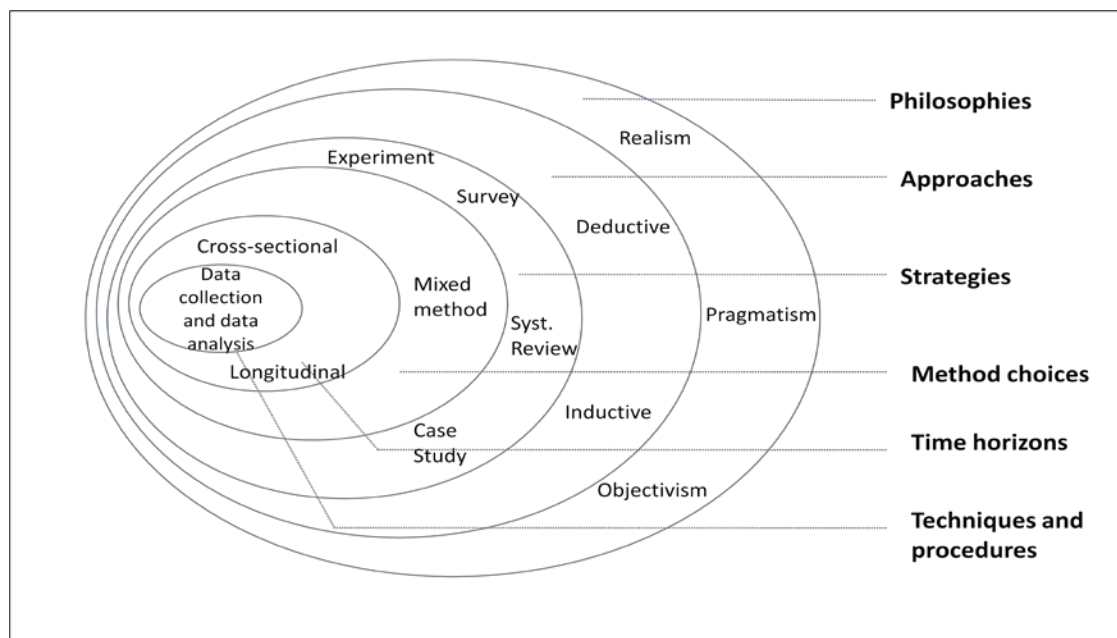 Philosophies
Realism
Experiment
Approaches
Survey
Deductive
Cross-sectional
Data
collection
and data
analysis
Mixed
method
Strategies
Pragmatism
Syst.
Review
Longitudinal
Method choices
Inductive
Case
Study
Time horizons
Objectivism
Techniques and
procedures